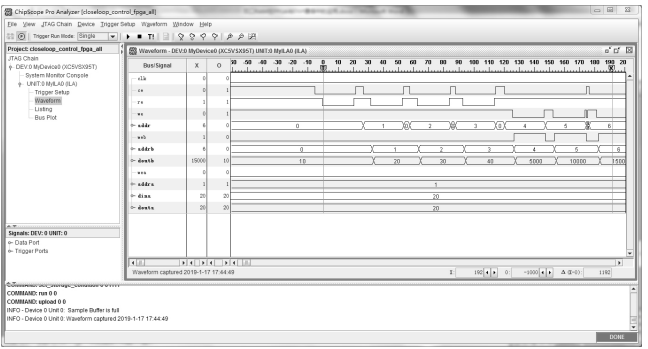 ChipScope Pro Analyzer [closeloop_control_fpga_all]
File View JTAG Chain Device Trigger Setup Waveform Window Help
Trigger Run Mode: Single
T!
Project: closeloop_control_fpga_all
JTAG Chain
DEV:0 MyDevice0 (XC5VSX95T)
System Monitor Console
UNIT:0 MyILA0 (ILA)
Trigger Setup
Waveform
Listing
Bus Plot
Signals: DEV: 0 UNIT: 0
Data Port
Trigger Ports
Waveform - DEV:0 MyDevice0 (XC5VSX95T) UNIT:0 MyILA0 (ILA)
Bus/Signal X O -50 -40 -30 -20 -10 0 10 20 30 40 50 60 70 80 90 100 110 120 130 140 150 160 170 180 190 20
clk 0 0
cs 0 1
rs 1 1
ws 0 0
addr 6 0 0 1 2 3 4 5 6
web 1 0
addrb 6 0 0 1 2 3 4 5 6
doutb 15000 10 10 20 30 40 5000 10000 1500
wea 0 0
addra 1 1 1
dina 20 20 20
douta 20 20 20
Waveform captured 2019-1-17 17:44:49
X: 192 O: -1000 Δ (X-O): 1192
COMMAND: run 0 0
COMMAND: upload 0 0
INFO - Device 0 Unit 0: Sample Buffer is full
INFO - Device 0 Unit 0: Waveform captured 2019-1-17 17:44:49
DONE